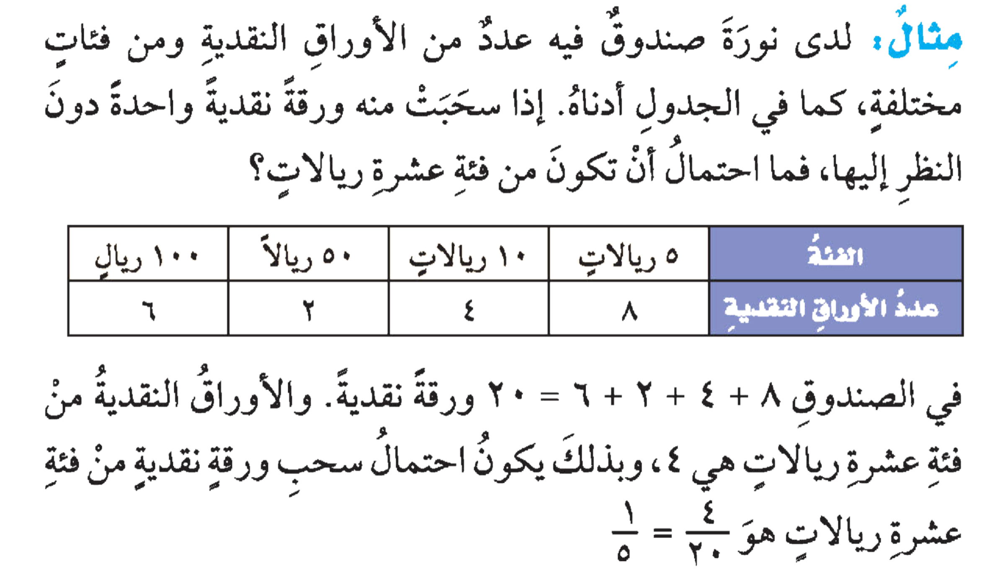 مِثالٌ: لدى نورَةَ صندوقٌ فيه عددٌ من الأوراقِ النقديةِ ومن فئاتٍ
مختلفةٍ، كما في الجدولِ أدناهُ. إذا سحَبَتْ منه ورقةً نقديةً واحدةً دونَ
النظرِ إليها، فما احتمالُ أنْ تكونَ من فئةِ عشرةِ ريالاتٍ؟
الفئةُ ٥ ريالاتٍ ١٠ ريالاتٍ ٥٠ ريالاً ١٠٠ ريالٍ
عددُ الأوراقِ النقديةِ ٨ ٤ ٢ ٦
في الصندوقِ ٨ + ٤ + ٢ + ٦ = ٢٠ ورقةً نقديةً. والأوراقُ النقديةُ منْ
فئةِ عشرةِ ريالاتٍ هي ٤، وبذلكَ يكونُ احتمالُ سحبِ ورقةٍ نقديةٍ منْ فئةِ
عشرةِ ريالاتٍ هوَ ٤/٢٠ = ١/٥